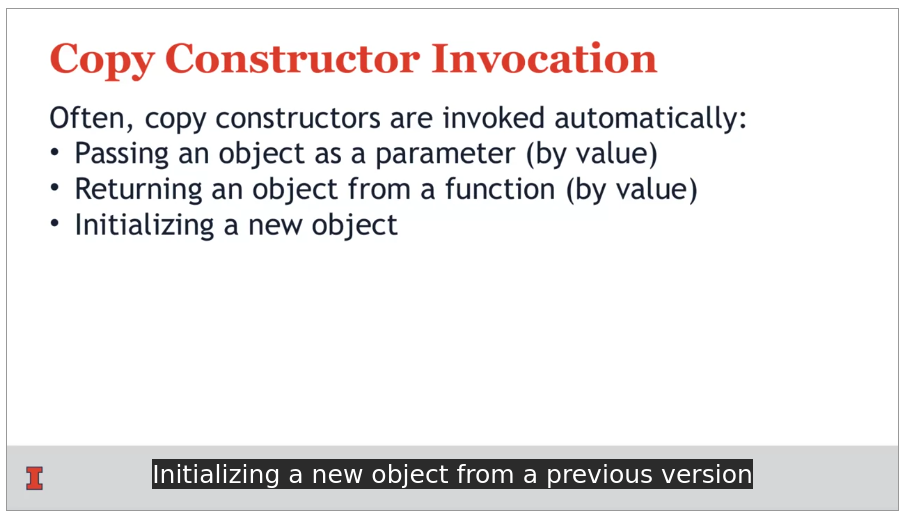 Copy Constructor Invocation
Often, copy constructors are invoked automatically:
• Passing an object as a parameter (by value)
• Returning an object from a function (by value)
• Initializing a new object
I
Initializing a new object from a previous version